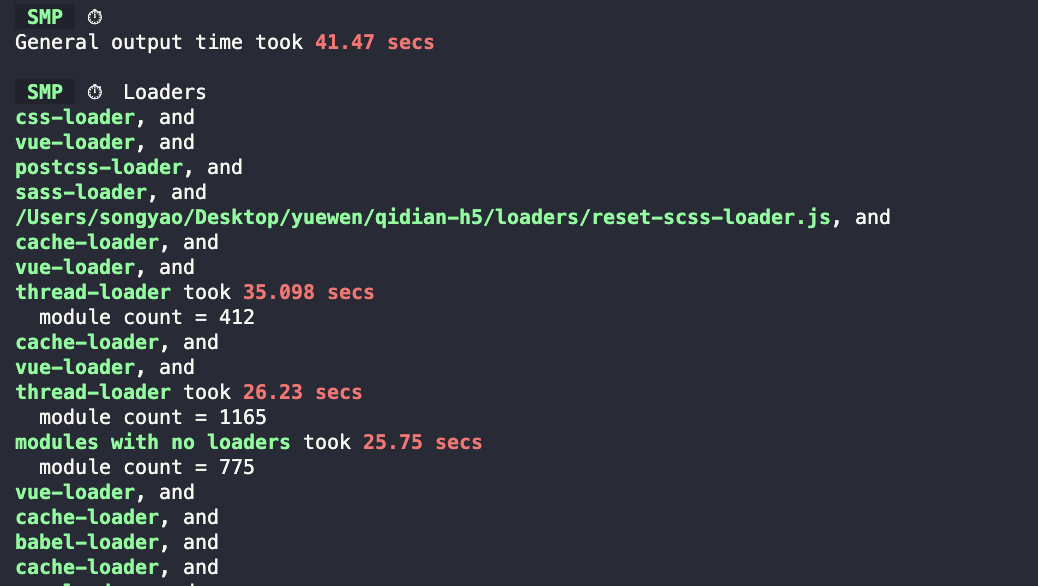 SMP ⏱
General output time took 41.47 secs
SMP ⏱ Loaders
css-loader, and
vue-loader, and
postcss-loader, and
sass-loader, and
/Users/songyao/Desktop/yuewen/qidian-h5/loaders/reset-scss-loader.js, and
cache-loader, and
vue-loader, and
thread-loader took 35.098 secs
module count = 412
cache-loader, and
vue-loader, and
thread-loader took 26.23 secs
module count = 1165
modules with no loaders took 25.75 secs
module count = 775
vue-loader, and
cache-loader, and
babel-loader, and
cache-loader, and